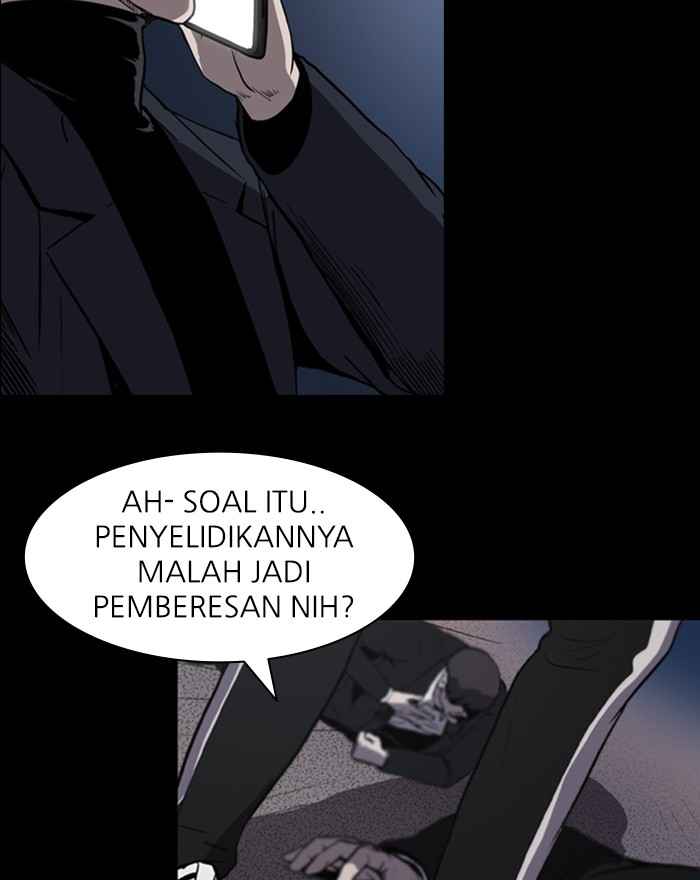 AH- SOAL ITU..
PENYELIDIKANNYA
MALAH JADI
PEMBERESAN NIH?